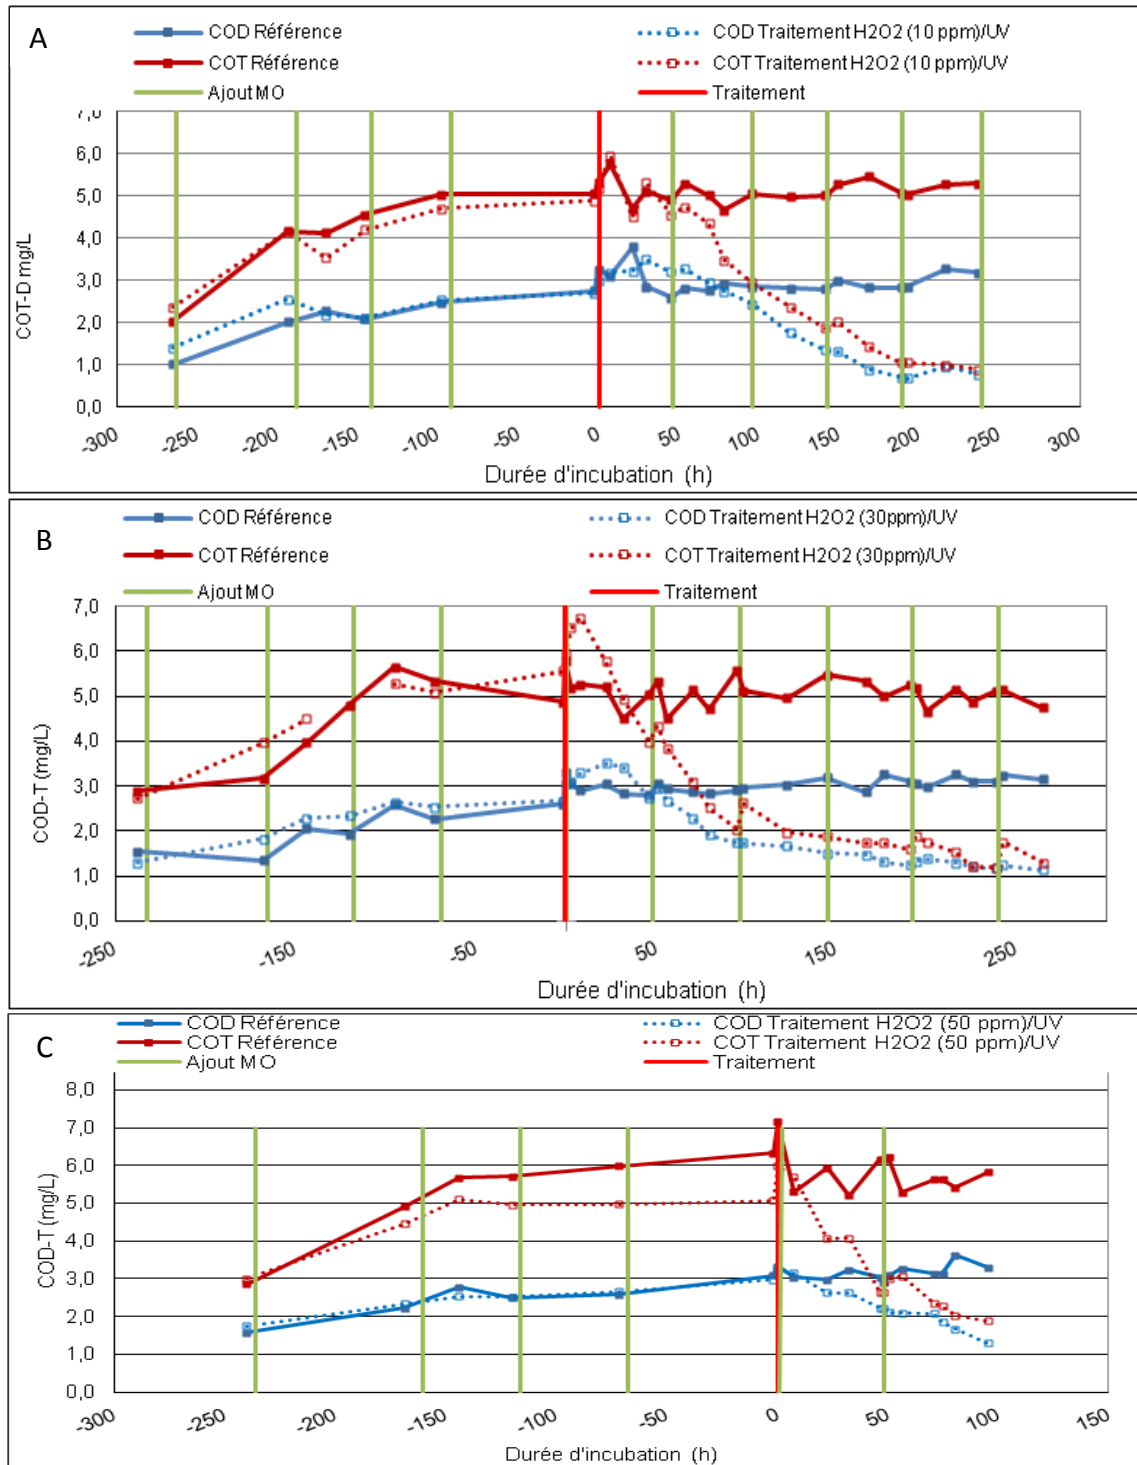 A
COD Référence
COD Traitement H2O2 (10 ppm)/UV
COT Référence
COT Traitement H2O2 (10 ppm)/UV
Ajout MO
Traitement
7,0
6,0
5,0
4,0
3,0
2,0
1,0
0,0
COT-D mg/L
-300 -250 -200 -150 -100 -50 0 50 100 150 200 250 300
Durée d'incubation (h)
B
COD Référence
COD Traitement H2O2 (30ppm)/UV
COT Référence
COT Traitement H2O2 (30ppm)/UV
Ajout MO
Traitement
7,0
6,0
5,0
4,0
3,0
2,0
1,0
0,0
COD-T (mg/L)
-250 -150 -50 50 150 250
Durée d'incubation (h)
C
COD Référence
COD Traitement H2O2 (50 ppm)/UV
COT Référence
COT Traitement H2O2 (50 ppm)/UV
Ajout MO
Traitement
8,0
7,0
6,0
5,0
4,0
3,0
2,0
1,0
0,0
COD-T (mg/L)
-300 -250 -200 -150 -100 -50 0 50 100 150
Durée d'incubation (h)